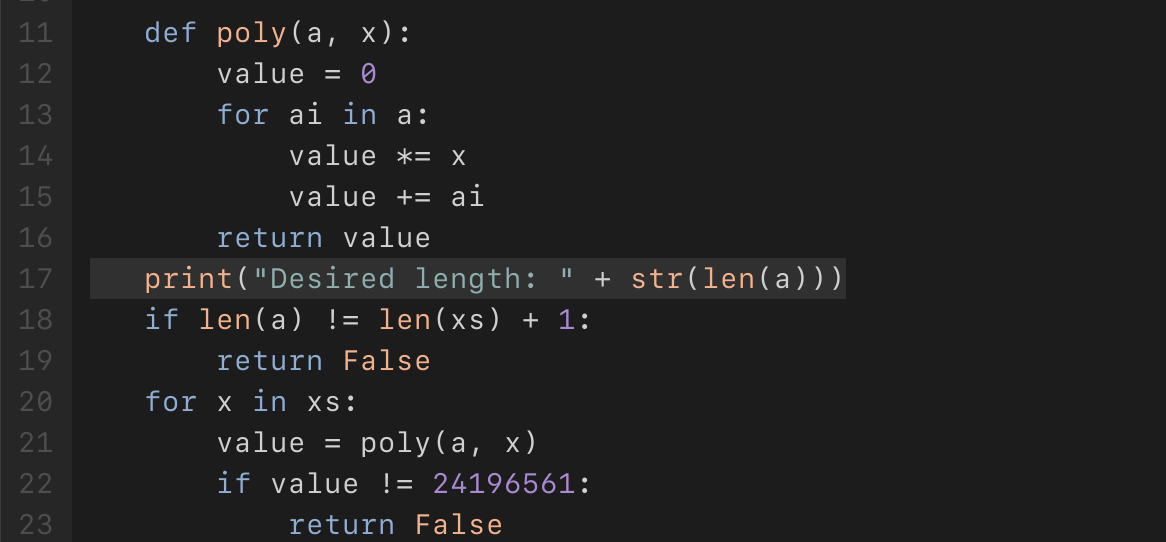 11 def poly(a, x):
12 value = 0
13 for ai in a:
14 value *= x
15 value += ai
16 return value
17 print("Desired length: " + str(len(a)))
18 if len(a) != len(xs) + 1:
19 return False
20 for x in xs:
21 value = poly(a, x)
22 if value != 24196561:
23 return False